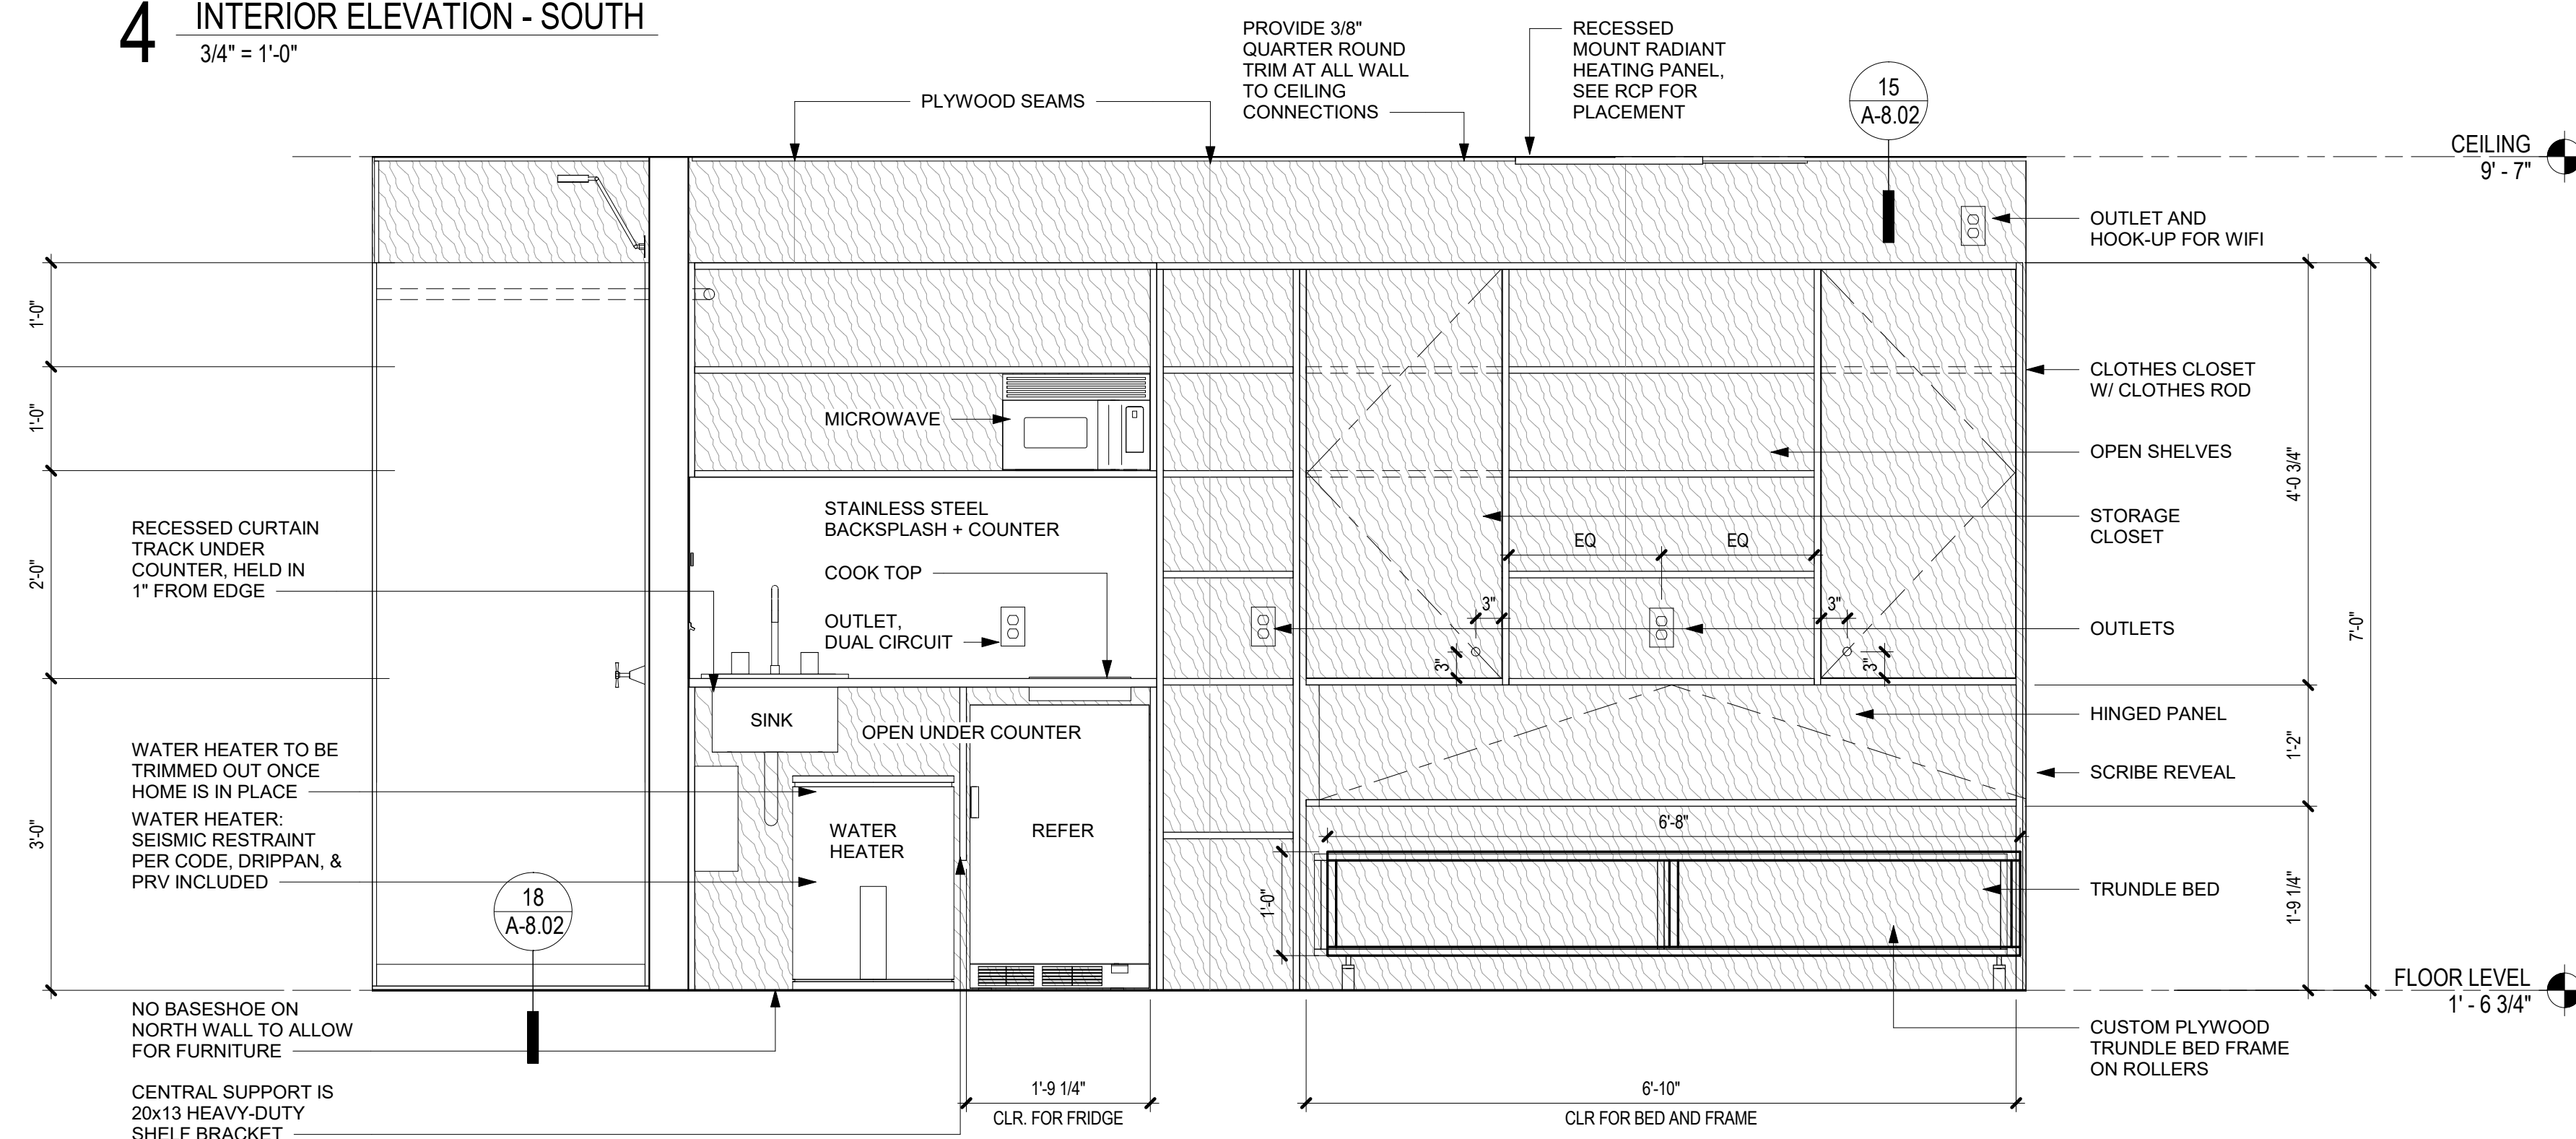 4
INTERIOR ELEVATION - SOUTH
3/4" = 1'-0"
PLYWOOD SEAMS
PROVIDE 3/8"
QUARTER ROUND
TRIM AT ALL WALL
TO CEILING
CONNECTIONS
RECESSED
MOUNT RADIANT
HEATING PANEL,
SEE RCP FOR
PLACEMENT
15
A-8.02
CEILING
9' - 7"
OUTLET AND
HOOK-UP FOR WIFI
CLOTHES CLOSET
W/ CLOTHES ROD
OPEN SHELVES
STORAGE
CLOSET
OUTLETS
HINGED PANEL
SCRIBE REVEAL
TRUNDLE BED
4'-0 3/4"
7'-0"
1'-2"
1'-9 1/4"
FLOOR LEVEL
1' - 6 3/4"
CUSTOM PLYWOOD
TRUNDLE BED FRAME
ON ROLLERS
1'-0"
1'-0"
2'-0"
3'-0"
MICROWAVE
STAINLESS STEEL
BACKSPLASH + COUNTER
COOK TOP
OUTLET,
DUAL CIRCUIT
EQ
EQ
3"
3"
3"
3"
SINK
OPEN UNDER COUNTER
WATER
HEATER
REFER
6'-8"
1'-0"
RECESSED CURTAIN
TRACK UNDER
COUNTER, HELD IN
1" FROM EDGE
WATER HEATER TO BE
TRIMMED OUT ONCE
HOME IS IN PLACE
WATER HEATER:
SEISMIC RESTRAINT
PER CODE, DRIPPAN, &
PRV INCLUDED
18
A-8.02
NO BASESHOE ON
NORTH WALL TO ALLOW
FOR FURNITURE
CENTRAL SUPPORT IS
20x13 HEAVY-DUTY
SHELF BRACKET
1'-9 1/4"
CLR. FOR FRIDGE
6'-10"
CLR FOR BED AND FRAME